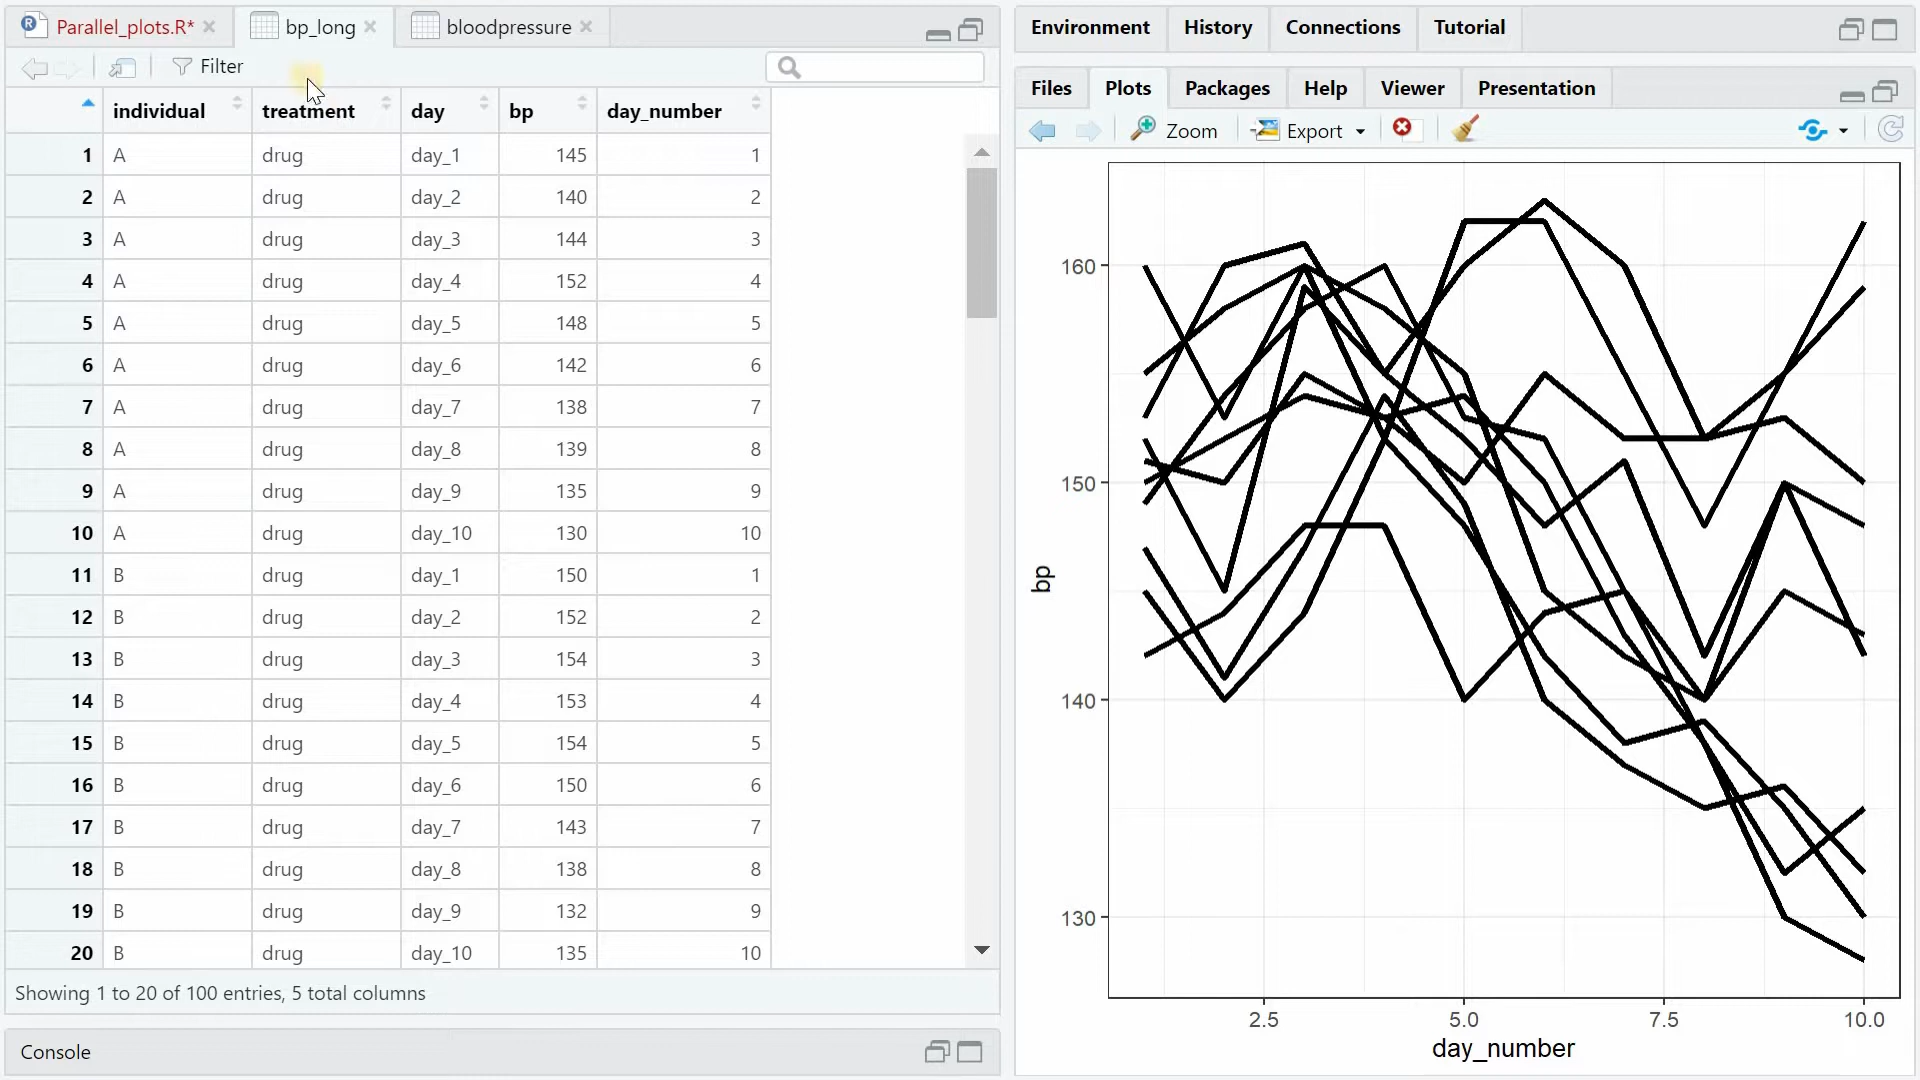 Parallel_plots.R*
bp_long
bloodpressure
Filter
individual treatment day bp day_number
1 A drug day_1 145 1
2 A drug day_2 140 2
3 A drug day_3 144 3
4 A drug day_4 152 4
5 A drug day_5 148 5
6 A drug day_6 142 6
7 A drug day_7 138 7
8 A drug day_8 139 8
9 A drug day_9 135 9
10 A drug day_10 130 10
11 B drug day_1 150 1
12 B drug day_2 152 2
13 B drug day_3 154 3
14 B drug day_4 153 4
15 B drug day_5 154 5
16 B drug day_6 150 6
17 B drug day_7 143 7
18 B drug day_8 138 8
19 B drug day_9 132 9
20 B drug day_10 135 10
Showing 1 to 20 of 100 entries, 5 total columns
Console
Environment History Connections Tutorial
Files Plots Packages Help Viewer Presentation
Zoom Export
160
150
bp
140
130
2.5 5.0 7.5 10.0
day_number